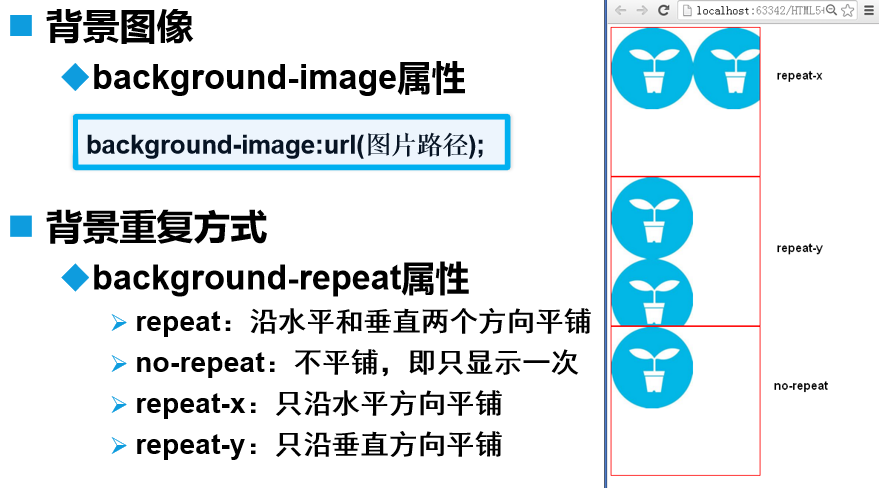 背景图像
background-image属性
background-image:url(图片路径);
背景重复方式
background-repeat属性
repeat：沿水平和垂直两个方向平铺
no-repeat：不平铺，即只显示一次
repeat-x：只沿水平方向平铺
repeat-y：只沿垂直方向平铺
localhost:63342/HTML5
repeat-x
repeat-y
no-repeat